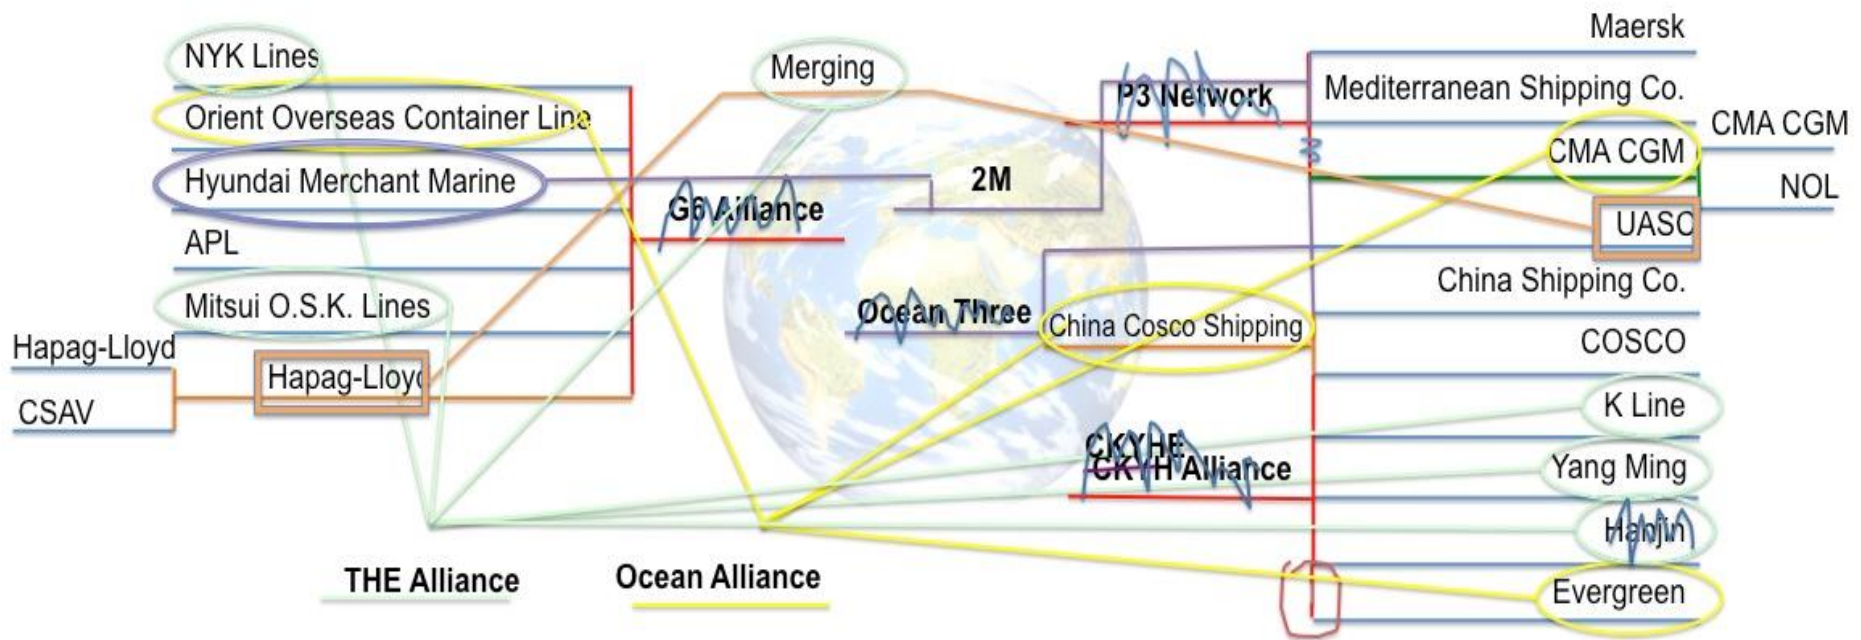 Maersk
NYK Lines
Merging
P3 Network
Mediterranean Shipping Co.
Orient Overseas Container Line
CMA CGM
CMA CGM
Hyundai Merchant Marine
2M
NOL
G6 Alliance
UASC
APL
China Shipping Co.
Mitsui O.S.K. Lines
Ocean Three
China Cosco Shipping
COSCO
Hapag-Lloyd
Hapag-Lloyd
K Line
CSAV
CKYHE
CKYH Alliance
Yang Ming
Hanjin
THE Alliance
Ocean Alliance
Evergreen